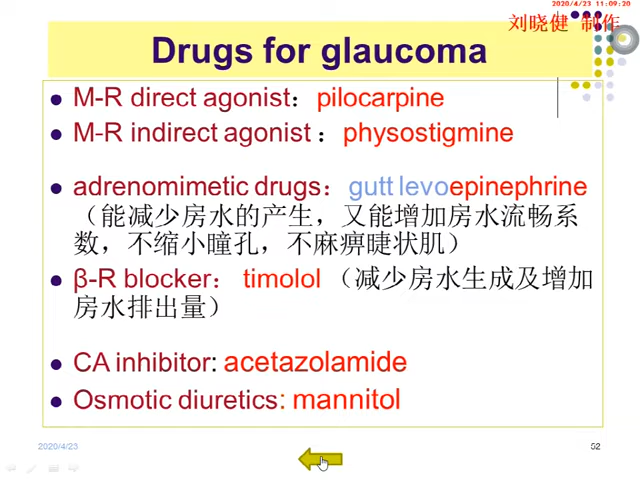 2020/4/23 11:09:20
刘晓健 制作
Drugs for glaucoma
M-R direct agonist：pilocarpine
M-R indirect agonist：physostigmine
adrenomimetic drugs：gutt levoepinephrine
（能减少房水的产生，又能增加房水流畅系
数，不缩小瞳孔，不麻痹睫状肌）
β-R blocker： timolol （减少房水生成及增加
房水排出量）
CA inhibitor: acetazolamide
Osmotic diuretics: mannitol
2020/4/23
52